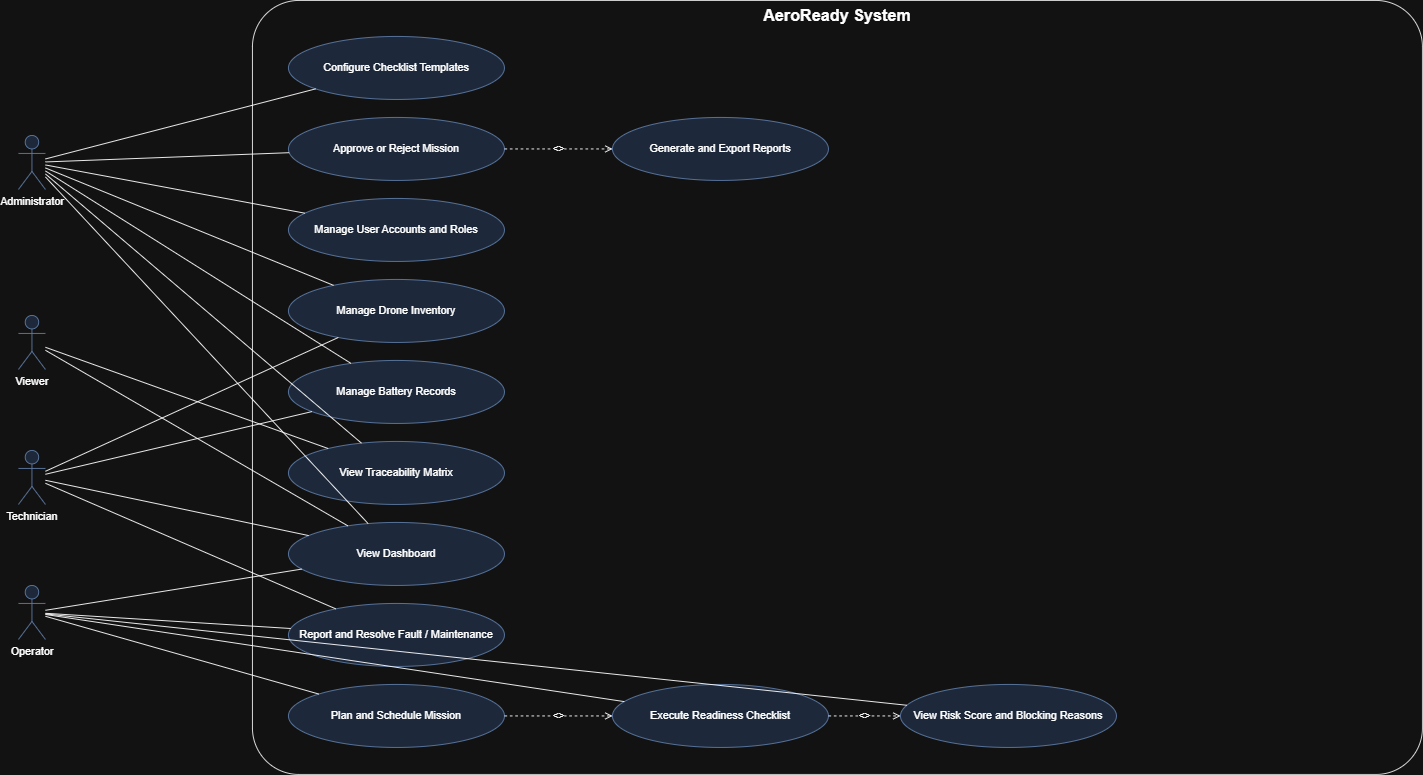 AeroReady System
Configure Checklist Templates
Approve or Reject Mission
Generate and Export Reports
Administrator
Manage User Accounts and Roles
Manage Drone Inventory
Viewer
Manage Battery Records
View Traceability Matrix
Technician
View Dashboard
Report and Resolve Fault / Maintenance
Operator
Plan and Schedule Mission
Execute Readiness Checklist
View Risk Score and Blocking Reasons